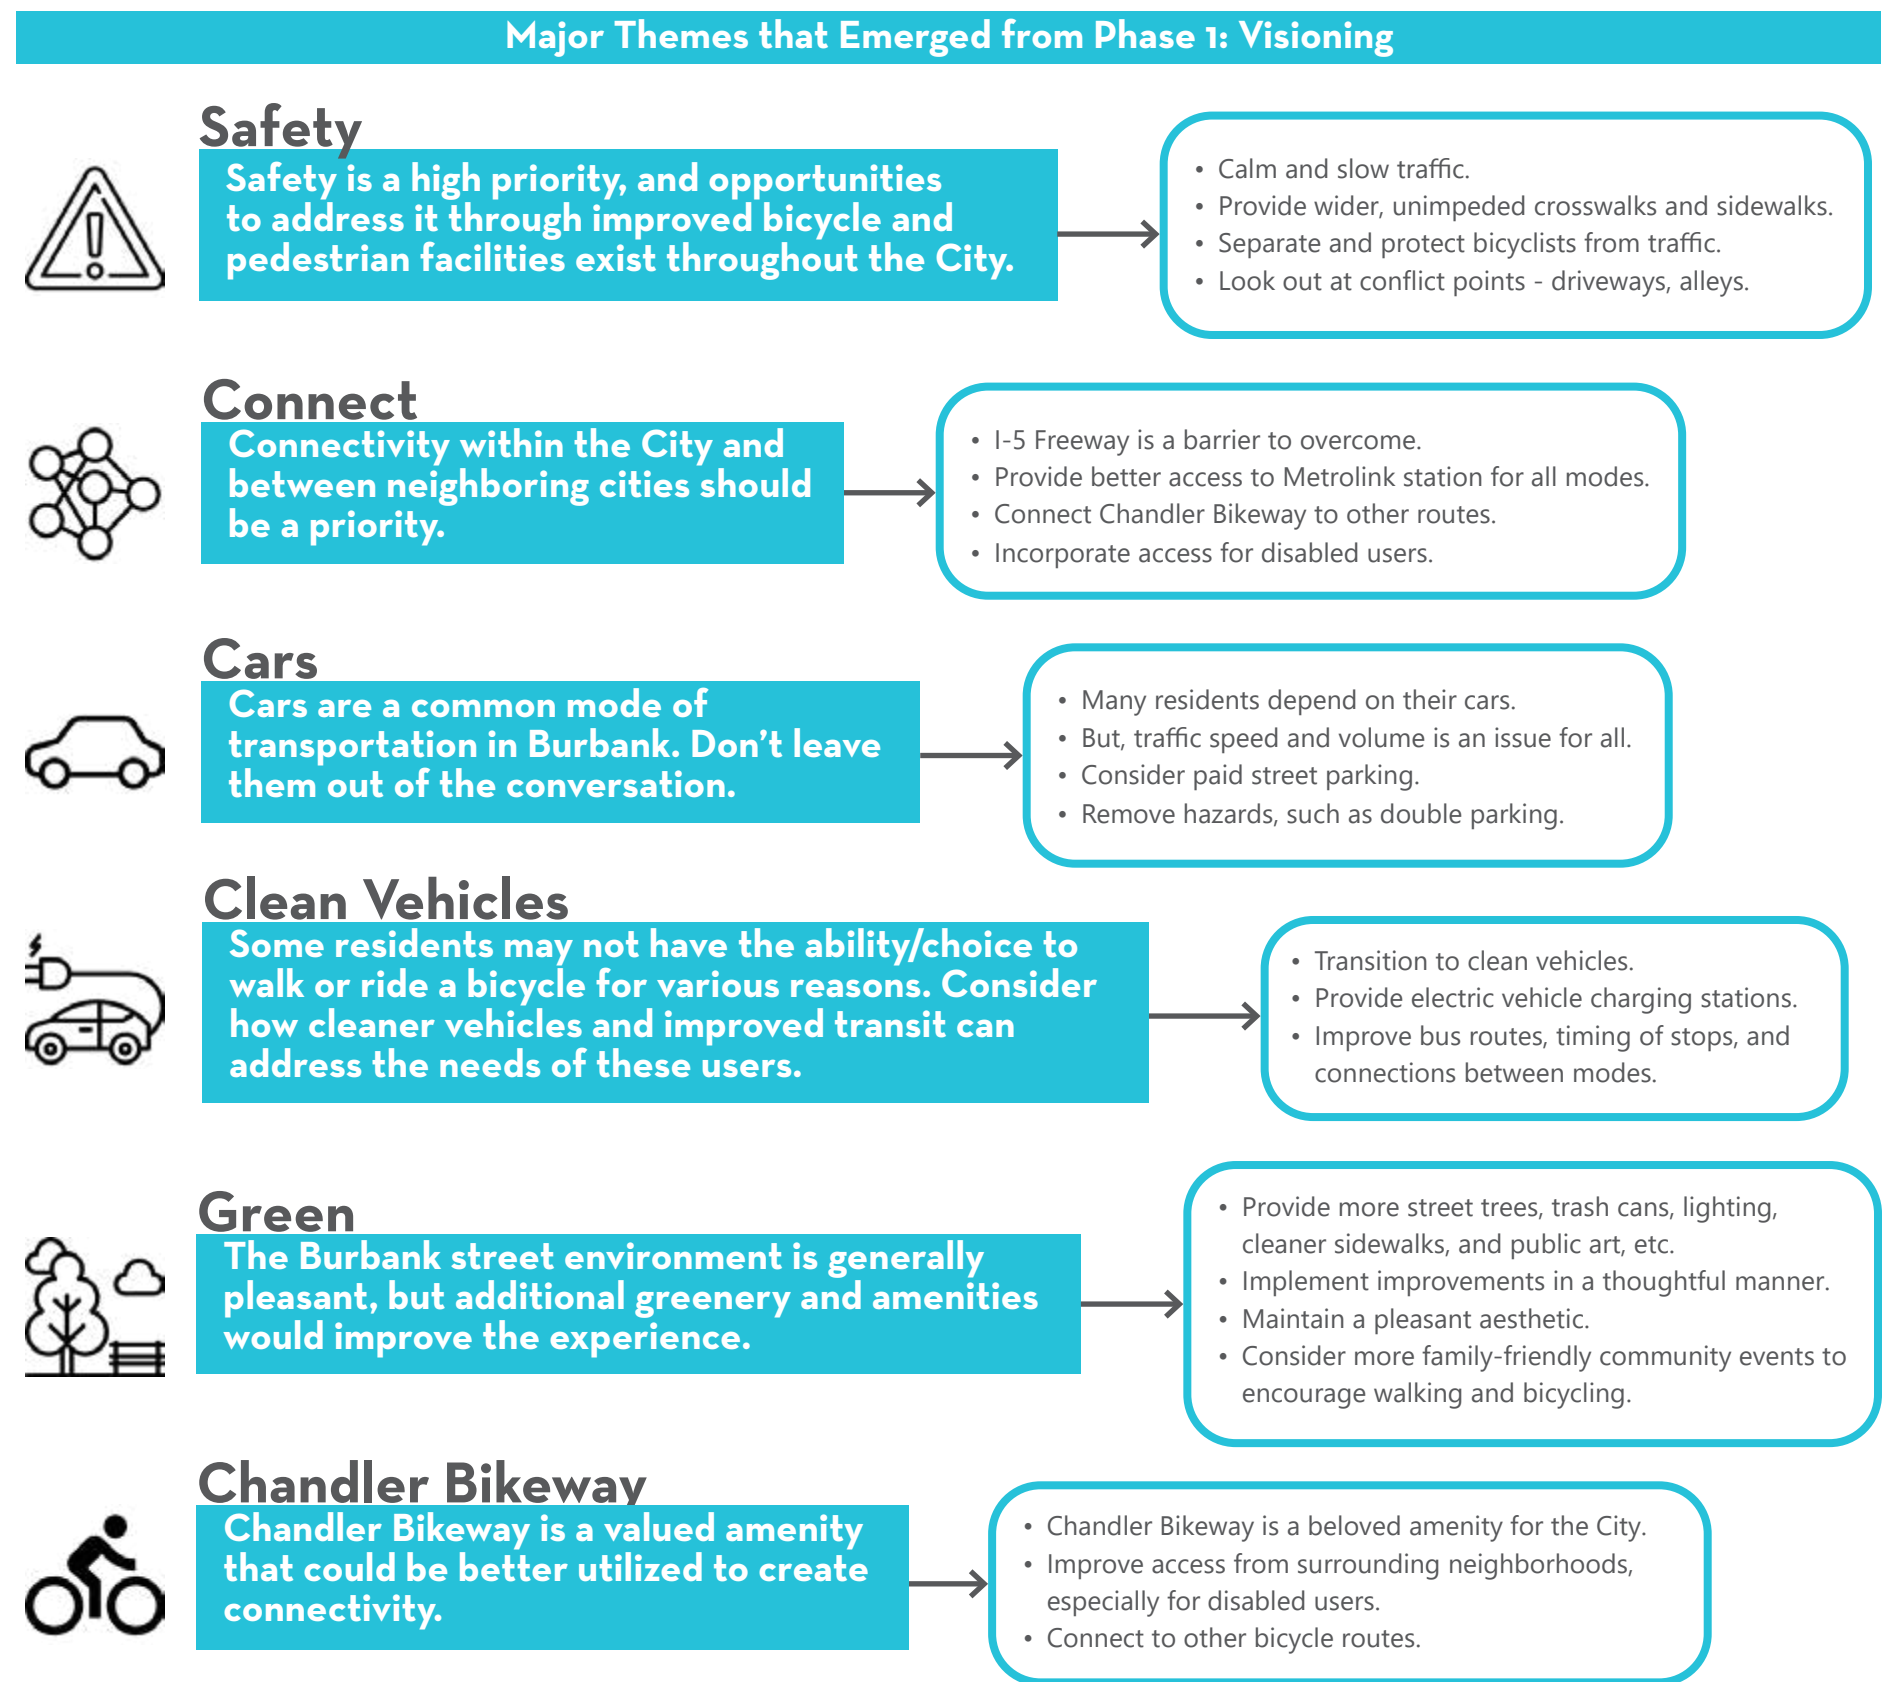 Major Themes that Emerged from Phase 1: Visioning
Safety
Safety is a high priority, and opportunities
to address it through improved bicycle and
pedestrian facilities exist throughout the City.
• Calm and slow traffic.
• Provide wider, unimpeded crosswalks and sidewalks.
• Separate and protect bicyclists from traffic.
• Look out at conflict points - driveways, alleys.
Connect
Connectivity within the City and
between neighboring cities should
be a priority.
• I-5 Freeway is a barrier to overcome.
• Provide better access to Metrolink station for all modes.
• Connect Chandler Bikeway to other routes.
• Incorporate access for disabled users.
Cars
Cars are a common mode of
transportation in Burbank. Don't leave
them out of the conversation.
• Many residents depend on their cars.
• But, traffic speed and volume is an issue for all.
• Consider paid street parking.
• Remove hazards, such as double parking.
Clean Vehicles
Some residents may not have the ability/choice to
walk or ride a bicycle for various reasons. Consider
how cleaner vehicles and improved transit can
address the needs of these users.
• Transition to clean vehicles.
• Provide electric vehicle charging stations.
• Improve bus routes, timing of stops, and
connections between modes.
Green
The Burbank street environment is generally
pleasant, but additional greenery and amenities
would improve the experience.
• Provide more street trees, trash cans, lighting,
cleaner sidewalks, and public art, etc.
• Implement improvements in a thoughtful manner.
• Maintain a pleasant aesthetic.
• Consider more family-friendly community events to
encourage walking and bicycling.
Chandler Bikeway
Chandler Bikeway is a valued amenity
that could be better utilized to create
connectivity.
• Chandler Bikeway is a beloved amenity for the City.
• Improve access from surrounding neighborhoods,
especially for disabled users.
• Connect to other bicycle routes.